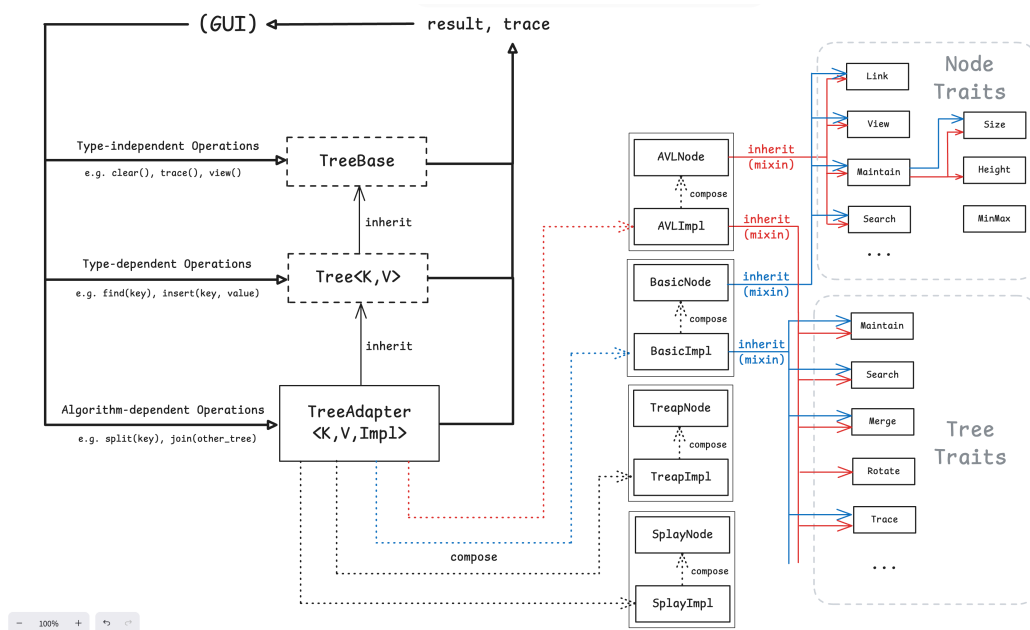 (GUI)
result, trace
Type-independent Operations
e.g. clear(), trace(), view()
TreeBase
inherit
Type-dependent Operations
e.g. find(key), insert(key, value)
Tree<K,V>
inherit
Algorithm-dependent Operations
e.g. split(key), join(other_tree)
TreeAdapter
<K,V,Impl>
compose
AVLNode
compose
AVLImpl
BasicNode
compose
BasicImpl
TreapNode
compose
TreapImpl
SplayNode
compose
SplayImpl
inherit
(mixin)
inherit
(mixin)
inherit
(mixin)
inherit
(mixin)
Node
Traits
Link
View
Maintain
Search
...
Size
Height
MinMax
Tree
Traits
Maintain
Search
Merge
Rotate
Trace
...
− 100% +